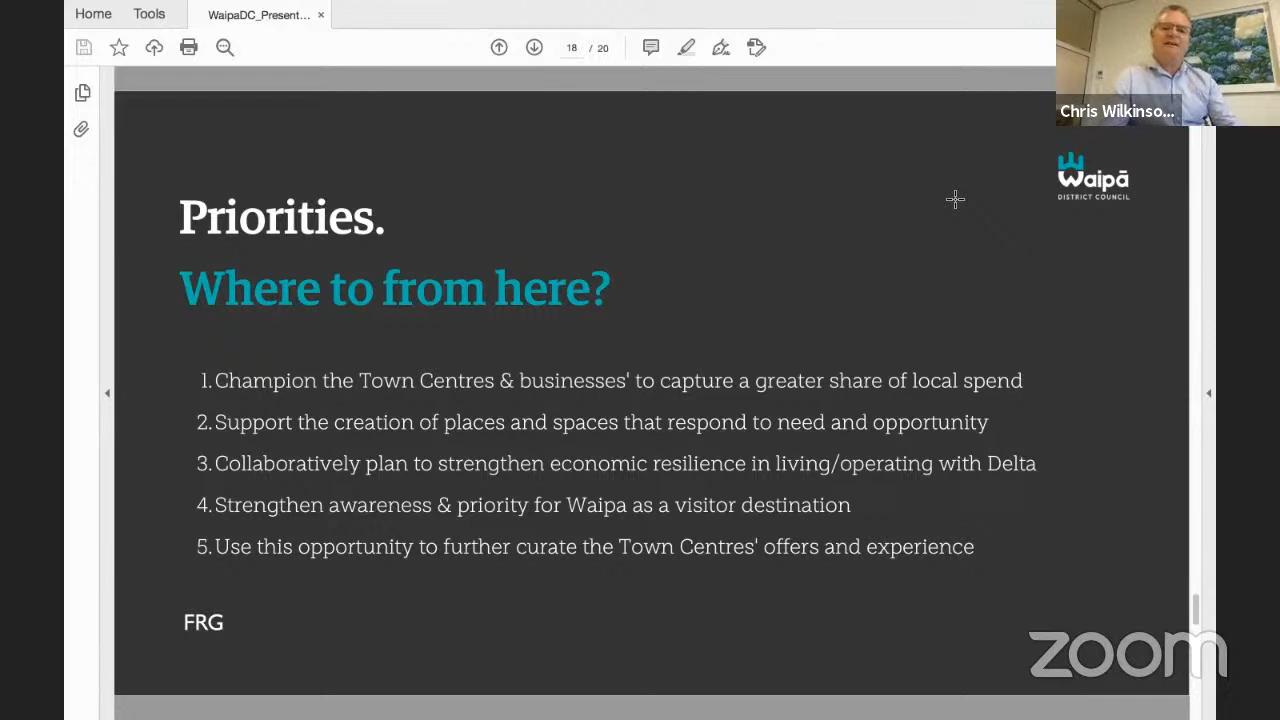 Home Tools WaipaDC_Present... ×
18 / 20
Chris Wilkinso...
Waipā
DISTRICT COUNCIL
Priorities.
Where to from here?
1. Champion the Town Centres & businesses' to capture a greater share of local spend
2. Support the creation of places and spaces that respond to need and opportunity
3. Collaboratively plan to strengthen economic resilience in living/operating with Delta
4. Strengthen awareness & priority for Waipa as a visitor destination
5. Use this opportunity to further curate the Town Centres' offers and experience
FRG
zoom